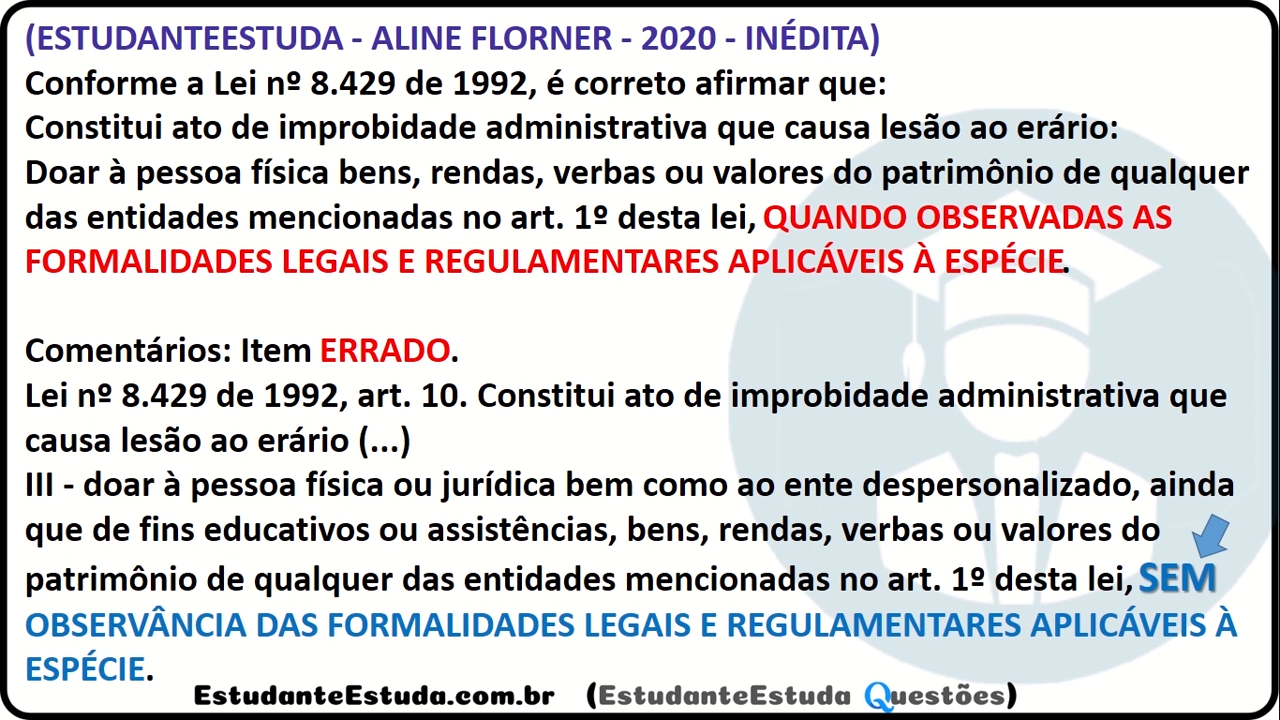 (ESTUDANTEESTUDA - ALINE FLORNER - 2020 - INÉDITA)
Conforme a Lei nº 8.429 de 1992, é correto afirmar que:
Constitui ato de improbidade administrativa que causa lesão ao erário:
Doar à pessoa física bens, rendas, verbas ou valores do patrimônio de qualquer
das entidades mencionadas no art. 1º desta lei, QUANDO OBSERVADAS AS
FORMALIDADES LEGAIS E REGULAMENTARES APLICÁVEIS À ESPÉCIE.
Comentários: Item ERRADO.
Lei nº 8.429 de 1992, art. 10. Constitui ato de improbidade administrativa que
causa lesão ao erário (...)
III - doar à pessoa física ou jurídica bem como ao ente despersonalizado, ainda
que de fins educativos ou assistências, bens, rendas, verbas ou valores do
patrimônio de qualquer das entidades mencionadas no art. 1º desta lei, SEM
OBSERVÂNCIA DAS FORMALIDADES LEGAIS E REGULAMENTARES APLICÁVEIS À
ESPÉCIE.
EstudanteEstuda.com.br (EstudanteEstuda Questões)